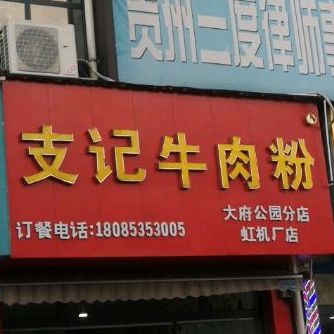 贵州三度律师事
支记牛肉粉
订餐电话:18085353005
大府公园分店
虹机厂店